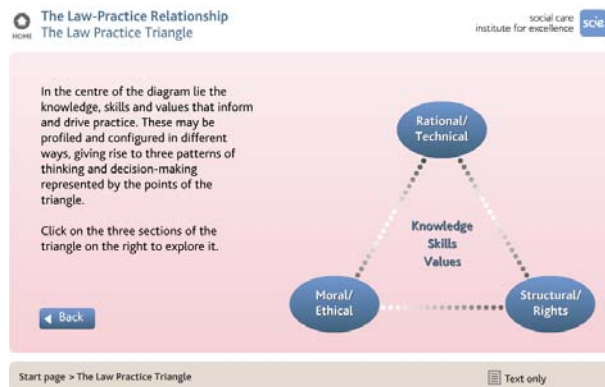 The Law-Practice Relationship
The Law Practice Triangle
HOME
social care
institute for excellence
scie
In the centre of the diagram lie the
knowledge, skills and values that inform
and drive practice. These may be
profiled and configured in different
ways, giving rise to three patterns of
thinking and decision-making
represented by the points of the
triangle.
Click on the three sections of the
triangle on the right to explore it.
Rational/
Technical
Knowledge
Skills
Values
Moral/
Ethical
Structural/
Rights
Back
Start page > The Law Practice Triangle
Text only